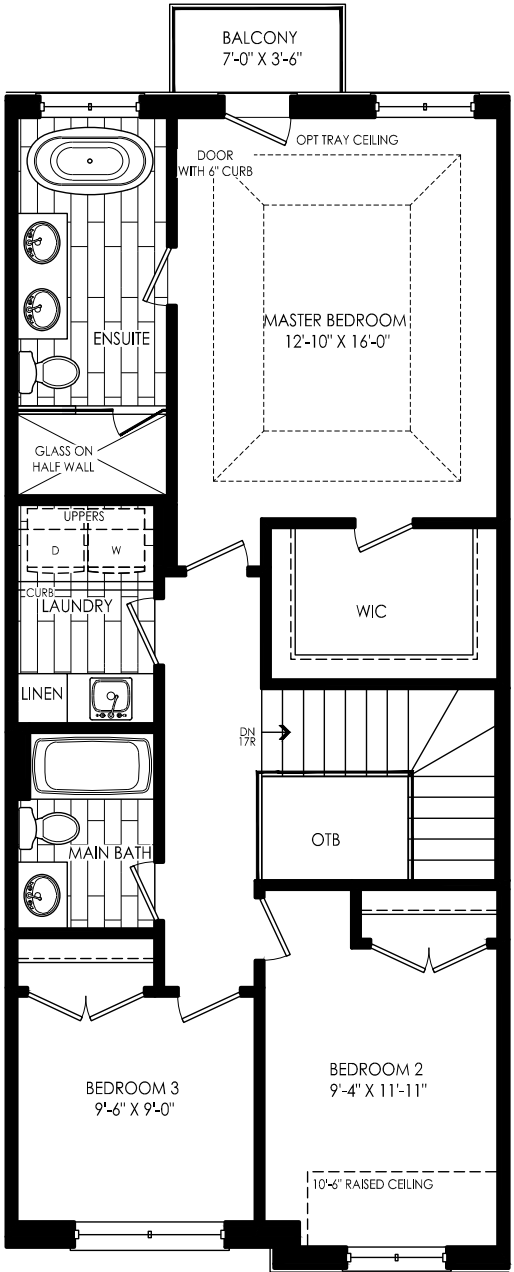 BALCONY
7'-0" X 3'-6"
OPT TRAY CEILING
DOOR
WITH 6" CURB
MASTER BEDROOM
12'-10" X 16'-0"
ENSUITE
GLASS ON
HALF WALL
UPPERS
D
W
CURB
LAUNDRY
WIC
LINEN
DN
17R
OTB
MAIN BATH
BEDROOM 2
9'-4" X 11'-11"
BEDROOM 3
9'-6" X 9'-0"
10'-6" RAISED CEILING